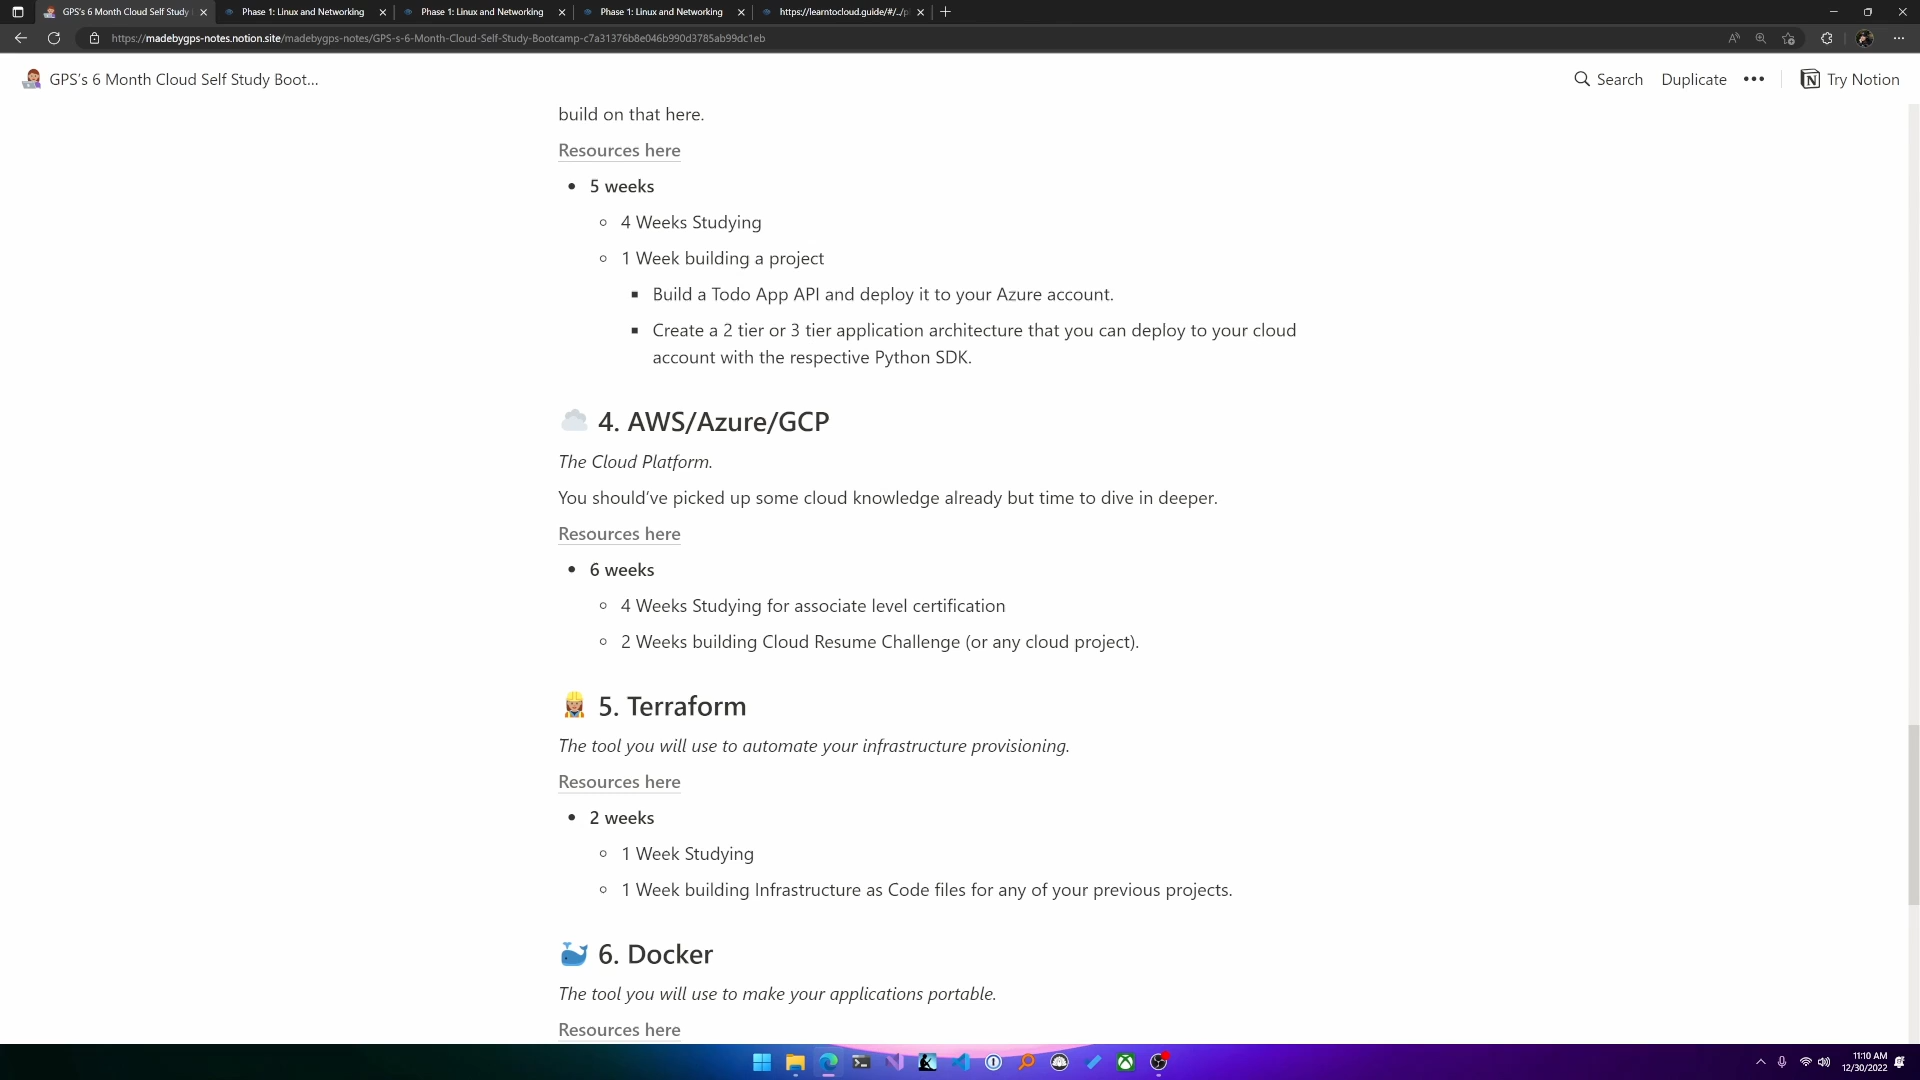 GPS's 6 Month Cloud Self Study
Phase 1: Linux and Networking
Phase 1: Linux and Networking
Phase 1: Linux and Networking
https://learntocloud.guide/#/../p
https://madebygps-notes.notion.site/madebygps-notes/GPS-s-6-Month-Cloud-Self-Study-Bootcamp-c7a31376b8e046b990d3785ab99dc1eb
GPS's 6 Month Cloud Self Study Boot...
Search
Duplicate
Try Notion
build on that here.
Resources here
• 5 weeks
◦ 4 Weeks Studying
◦ 1 Week building a project
▪ Build a Todo App API and deploy it to your Azure account.
▪ Create a 2 tier or 3 tier application architecture that you can deploy to your cloud
account with the respective Python SDK.
4. AWS/Azure/GCP
The Cloud Platform.
You should've picked up some cloud knowledge already but time to dive in deeper.
Resources here
• 6 weeks
◦ 4 Weeks Studying for associate level certification
◦ 2 Weeks building Cloud Resume Challenge (or any cloud project).
5. Terraform
The tool you will use to automate your infrastructure provisioning.
Resources here
• 2 weeks
◦ 1 Week Studying
◦ 1 Week building Infrastructure as Code files for any of your previous projects.
6. Docker
The tool you will use to make your applications portable.
Resources here
11:10 AM
12/30/2022